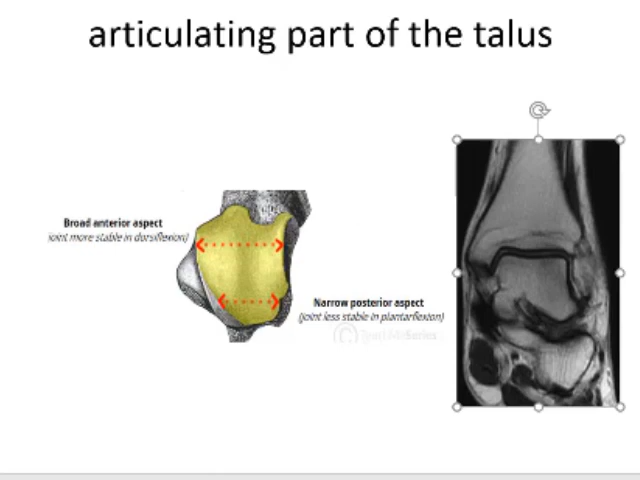 articulating part of the talus
Broad anterior aspect
joint more stable in dorsiflexion)
Narrow posterior aspect
(joint less stable in plantarflexion)
TeachMeSeries